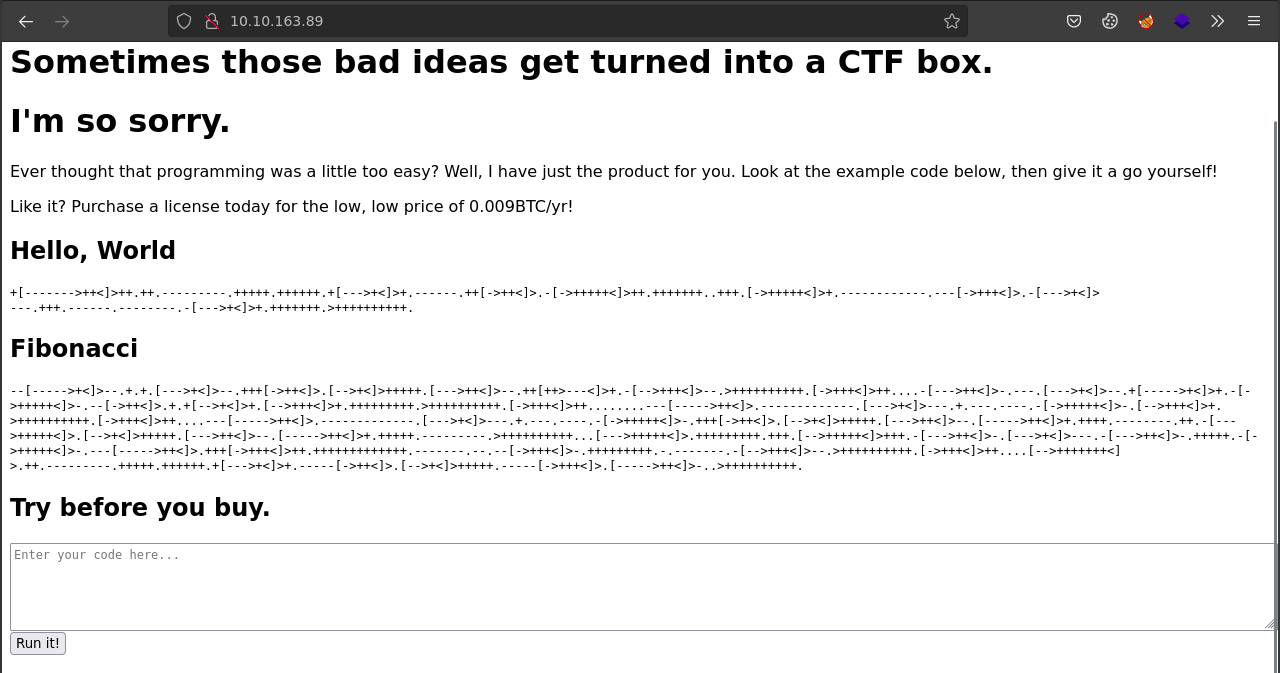 10.10.163.89
Sometimes those bad ideas get turned into a CTF box.
I'm so sorry.
Ever thought that programming was a little too easy? Well, I have just the product for you. Look at the example code below, then give it a go yourself!
Like it? Purchase a license today for the low, low price of 0.009BTC/yr!
Hello, World
+[------->++<]>++.++.---------.+++++.++++++.+[--->+<]>+.------.++[->++<]>.-[->+++++<]>++.+++++++..+++.[->+++++<]>+.------------.---[->+++<]>.-[--->+<]>
---.+++.------.--------.-[--->+<]>+.+++++++.>++++++++++.
Fibonacci
--[----->+<]>--.+.+.[--->+<]>--.+++[->++<]>.[-->+<]>+++++.[--->++<]>--.++[++>---<]>+.-[-->+++<]>--.>++++++++++.[->+++<]>++....-[--->++<]>-.---.[--->+<]>--.+[----->+<]>+.-[-
>+++++<]>-.--[->++<]>.+.+[-->+<]>+.[-->+++<]>+.+++++++++.>++++++++++.[->+++<]>++........---[----->++<]>.-------------.[--->+<]>---.+.---.----.-[->+++++<]>-.[-->+++<]>+.
>++++++++++.[->+++<]>++....---[----->++<]>.-------------.[--->+<]>---.+.---.----.-[->+++++<]>-.+++[->++<]>.[-->+<]>+++++.[--->++<]>--.[----->++<]>+.++++.--------.++.-[---
>+++++<]>.[-->+<]>+++++.[--->++<]>--.[----->++<]>+.+++++.---------.>++++++++++...[--->+++++<]>.+++++++++.+++.[-->+++++<]>+++.-[--->++<]>-.[--->+<]>---.-[--->++<]>-.+++++.-[-
>+++++<]>-.---[----->++<]>.+++[->+++<]>++.+++++++++++++.-------.--.--[->+++<]>-.+++++++++.-.-------.-[-->+++<]>--.>++++++++++.[->+++<]>++....[-->+++++++<]
>.++.---------.+++++.++++++.+[--->+<]>+.-----[->++<]>.[-->+<]>+++++.-----[->+++<]>.[----->++<]>-..>++++++++++.
Try before you buy.
Enter your code here...
Run it!